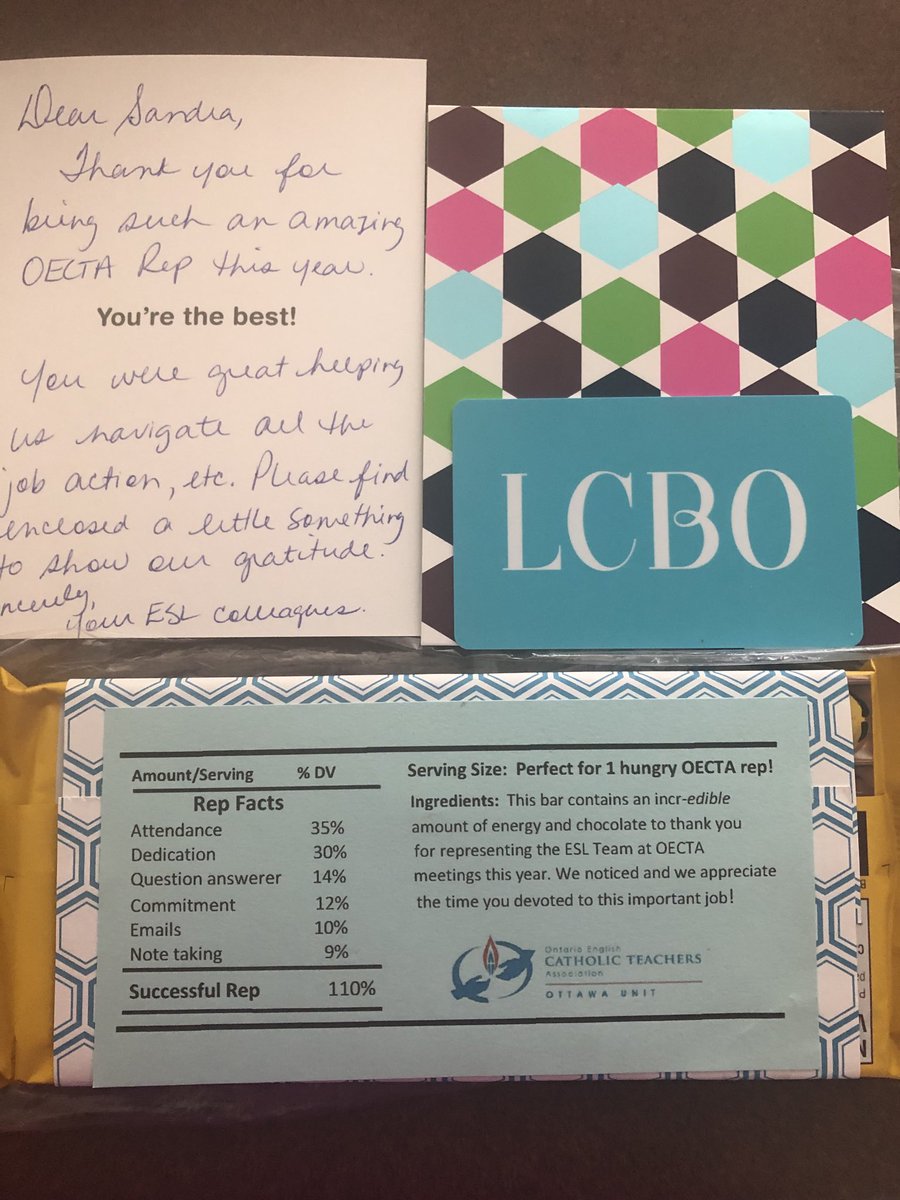 Dear Sandra,
Thank you for
being such an amazing
OECTA Rep this year.
You're the best!
You were great helping
us navigate all the
job action, etc. Please find
enclosed a little something
to show our gratitude.
ncerely,
Your ESL colleagues.
LCBO
Amount/Serving % DV
Rep Facts
Attendance 35%
Dedication 30%
Question answerer 14%
Commitment 12%
Emails 10%
Note taking 9%
Successful Rep 110%
Serving Size: Perfect for 1 hungry OECTA rep!
Ingredients: This bar contains an incr-edible
amount of energy and chocolate to thank you
for representing the ESL Team at OECTA
meetings this year. We noticed and we appreciate
the time you devoted to this important job!
Ontario English
CATHOLIC TEACHERS
Association
OTTAWA UNIT